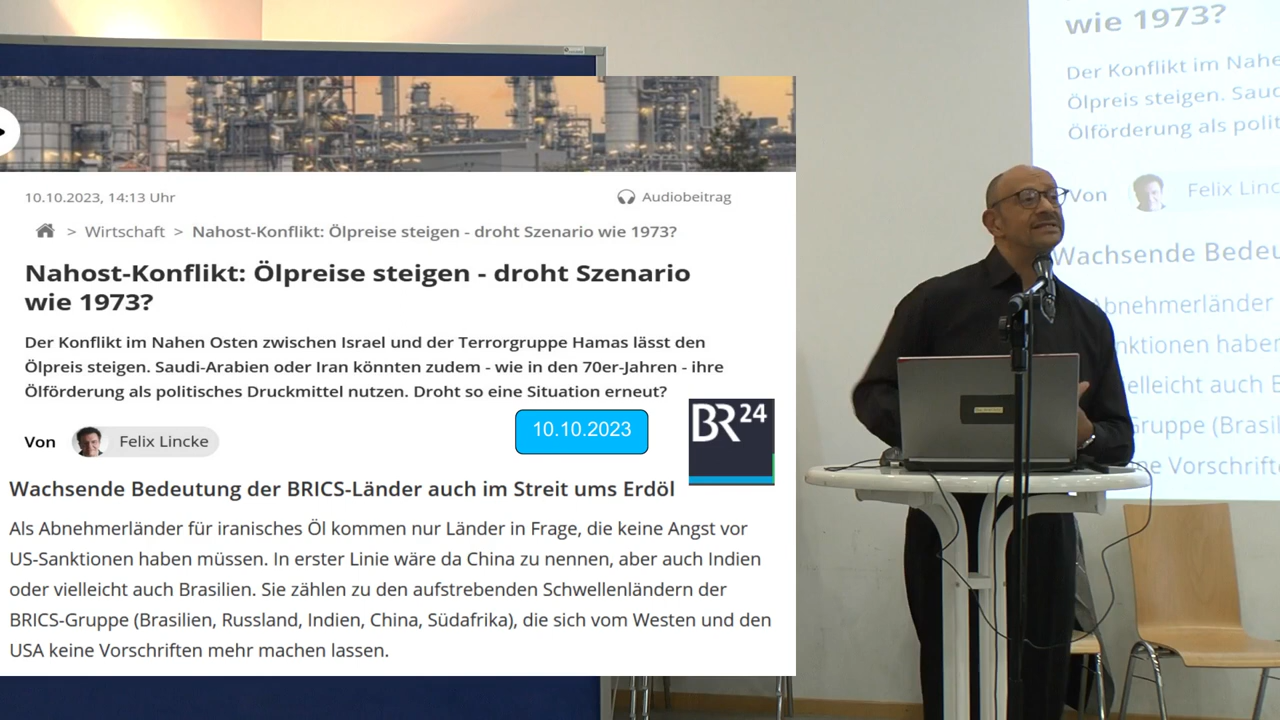 10.10.2023, 14:13 Uhr
Audiobeitrag
> Wirtschaft > Nahost-Konflikt: Ölpreise steigen - droht Szenario wie 1973?
Nahost-Konflikt: Ölpreise steigen - droht Szenario
wie 1973?
Der Konflikt im Nahen Osten zwischen Israel und der Terrorgruppe Hamas lässt den
Ölpreis steigen. Saudi-Arabien oder Iran könnten zudem - wie in den 70er-Jahren - ihre
Ölförderung als politisches Druckmittel nutzen. Droht so eine Situation erneut?
Von Felix Lincke
10.10.2023
BR24
Wachsende Bedeutung der BRICS-Länder auch im Streit ums Erdöl
Als Abnehmerländer für iranisches Öl kommen nur Länder in Frage, die keine Angst vor
US-Sanktionen haben müssen. In erster Linie wäre da China zu nennen, aber auch Indien
oder vielleicht auch Brasilien. Sie zählen zu den aufstrebenden Schwellenländern der
BRICS-Gruppe (Brasilien, Russland, Indien, China, Südafrika), die sich vom Westen und den
USA keine Vorschriften mehr machen lassen.
wie 1973?
Der Konflikt im Nahe
Ölpreis steigen. Saud
Ölförderung als polit
Von Felix Linc
Wachsende Bedeu
Abnehmerländer
nktionen haben
elleicht auch B
Gruppe (Brasil
ne Vorschrifte